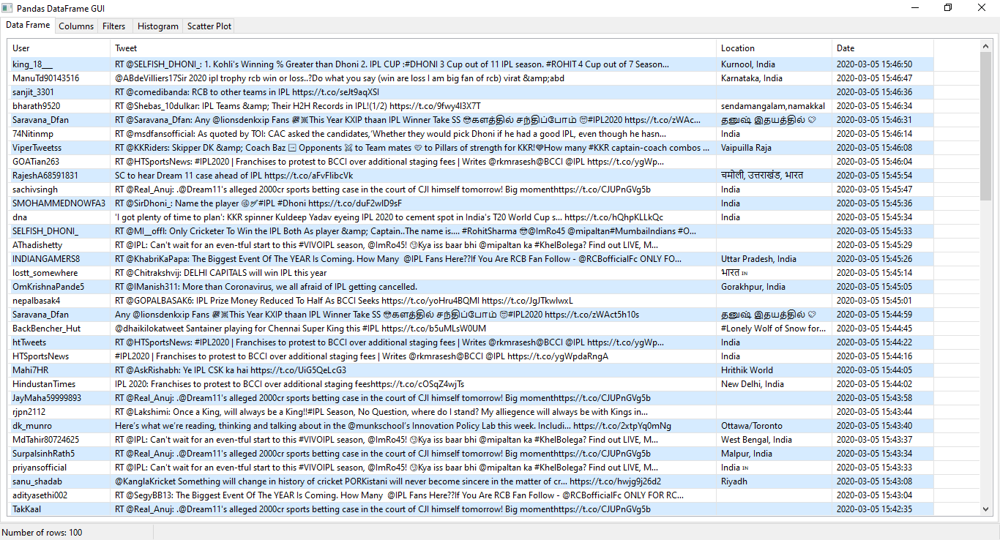 Pandas DataFrame GUI
Data Frame Columns Filters Histogram Scatter Plot
User Tweet Location Date
king_18___ RT @SELFISH_DHONI_: 1. Kohli's Winning % Greater than Dhoni 2. IPL CUP :#DHONI 3 Cup out of 11 IPL season. #ROHIT 4 Cup out of 7 Season... Kurnool, India 2020-03-05 15:46:50
ManuTd90143516 @ABdeVilliers17Sir 2020 ipl trophy rcb win or loss..?Do what you say (win are loss I am big fan of rcb) virat &amp;abd Karnataka, India 2020-03-05 15:46:47
sanjit_3301 RT @comedibanda: RCB to other teams in IPL https://t.co/seJt9aqXSl 2020-03-05 15:46:36
bharath9520 RT @Shebas_10dulkar: IPL Teams &amp; Their H2H Records in IPL!(1/2) https://t.co/9fwy4I3X7T sendamangalam,namakkal 2020-03-05 15:46:34
Saravana_Dfan RT @Saravana_Dfan: Any @lionsdenkxip Fans This Year KXIP thaan IPL Winner Take SS 😎களத்தில் சந்திப்போம் #IPL2020 https://t.co/zWAc... தனுஷ் இதயத்தில் 2020-03-05 15:46:31
74Nitinmp RT @msdfansofficial: As quoted by TOI: CAC asked the candidates,'Whether they would pick Dhoni if he had a good IPL, even though he hasn... India 2020-03-05 15:46:14
ViperTweetss RT @KKRiders: Skipper DK &amp; Coach Baz Opponents to Team mates to Pillars of strength for KKR!How many #KKR captain-coach combos ... Vaipuilla Raja 2020-03-05 15:46:08
GOATian263 RT @HTSportsNews: #IPL2020 | Franchises to protest to BCCI over additional staging fees | Writes @rkmrasesh@BCCI @IPL https://t.co/ygWp... 2020-03-05 15:46:04
RajeshA68591831 SC to hear Dream 11 case ahead of IPL https://t.co/aFvFlibcVk चमोली, उत्तराखंड, भारत 2020-03-05 15:45:54
sachivsingh RT @Real_Anuj: .@Dream11's alleged 2000cr sports betting case in the court of CJI himself tomorrow! Big momenthttps://t.co/CJUPnGVg5b India 2020-03-05 15:45:47
SMOHAMMEDNOWFA3 RT @SirDhoni_: Name the player #IPL #Dhoni https://t.co/duF2wID9sF India 2020-03-05 15:45:36
dna 'I got plenty of time to plan': KKR spinner Kuldeep Yadav eyeing IPL 2020 to cement spot in India's T20 World Cup s... https://t.co/hQhpKLLkQc India 2020-03-05 15:45:34
SELFISH_DHONI_ RT @MI__offl: Only Cricketer To Win the IPL Both As player &amp; Captain..The name is.... #RohitSharma 😎@ImRo45 @mipaltan#MumbaiIndians #O... 2020-03-05 15:45:33
AThadishetty RT @IPL: Can't wait for an even-tful start to this #VIVOIPL season, @ImRo45! Kya iss baar bhi @mipaltan ka #KhelBolega? Find out LIVE, M... 2020-03-05 15:45:29
INDIANGAMERS8 RT @KhabriKaPapa: The Biggest Event Of The YEAR Is Coming. How Many @IPL Fans Here??If You Are RCB Fan Follow - @RCBofficialFc ONLY FO... Uttar Pradesh, India 2020-03-05 15:45:26
lostt_somewhere RT @Chitrakshvij: DELHI CAPITALS will win IPL this year भारत IN 2020-03-05 15:45:14
OmKrishnaPande5 RT @IManish311: More than Coronavirus, we all afraid of IPL getting cancelled. Gorakhpur, India 2020-03-05 15:45:05
nepalbasak4 RT @GOPALBASAK6: IPL Prize Money Reduced To Half As BCCI Seeks https://t.co/yoHru4BQMI https://t.co/JgJTkwIwxL 2020-03-05 15:45:01
Saravana_Dfan Any @lionsdenkxip Fans This Year KXIP thaan IPL Winner Take SS 😎களத்தில் சந்திப்போம் #IPL2020 https://t.co/zWAct5h10s தனுஷ் இதயத்தில் 2020-03-05 15:44:59
BackBencher_Hut @dhaikilokatweet Santainer playing for Chennai Super King this #IPL https://t.co/b5uMLsW0UM #Lonely Wolf of Snow for... 2020-03-05 15:44:45
htTweets RT @HTSportsNews: #IPL2020 | Franchises to protest to BCCI over additional staging fees | Writes @rkmrasesh@BCCI @IPL https://t.co/ygWp... India 2020-03-05 15:44:22
HTSportsNews #IPL2020 | Franchises to protest to BCCI over additional staging fees | Writes @rkmrasesh@BCCI @IPL https://t.co/ygWpdaRngA India 2020-03-05 15:44:16
Mahi7HR RT @AskRishabh: Ye IPL CSK ka hai https://t.co/UiG5QeLcG3 Hrithik World 2020-03-05 15:44:05
HindustanTimes IPL 2020: Franchises to protest to BCCI over additional staging feeshttps://t.co/cOSqZ4wjTs New Delhi, India 2020-03-05 15:44:02
JayMaha59999893 RT @Real_Anuj: .@Dream11's alleged 2000cr sports betting case in the court of CJI himself tomorrow! Big momenthttps://t.co/CJUPnGVg5b 2020-03-05 15:43:58
rjpn2112 RT @Lakshimi: Once a King, will always be a King!!#IPL Season, No Question, where do I stand? My alliegence will always be with Kings in... 2020-03-05 15:43:44
dk_munro Here's what we're reading, thinking and talking about in the @munkschool's Innovation Policy Lab this week. Includi... https://t.co/2xtpYq0mNg Ottawa/Toronto 2020-03-05 15:43:40
MdTahir80724625 RT @IPL: Can't wait for an even-tful start to this #VIVOIPL season, @ImRo45! Kya iss baar bhi @mipaltan ka #KhelBolega? Find out LIVE, M... West Bengal, India 2020-03-05 15:43:37
SurpalsinhRath5 RT @Real_Anuj: .@Dream11's alleged 2000cr sports betting case in the court of CJI himself tomorrow! Big momenthttps://t.co/CJUPnGVg5b Malpur, India 2020-03-05 15:43:34
priyansofficial RT @IPL: Can't wait for an even-tful start to this #VIVOIPL season, @ImRo45! Kya iss baar bhi @mipaltan ka #KhelBolega? Find out LIVE, M... India IN 2020-03-05 15:43:33
sanu_shadab @KanglaKricket Something will change in history of cricket PORKistani will never become sincere in the matter of cr... https://t.co/hwjg9j26d2 Riyadh 2020-03-05 15:43:08
adityasethi002 RT @SegyBB13: The Biggest Event Of The YEAR Is Coming. How Many @IPL Fans Here??If You Are RCB Fan Follow - @RCBofficialFc ONLY FOR RC... 2020-03-05 15:43:04
TakKaal RT @Real_Anuj: .@Dream11's alleged 2000cr sports betting case in the court of CJI himself tomorrow! Big momenthttps://t.co/CJUPnGVg5b 2020-03-05 15:42:35
Number of rows: 100